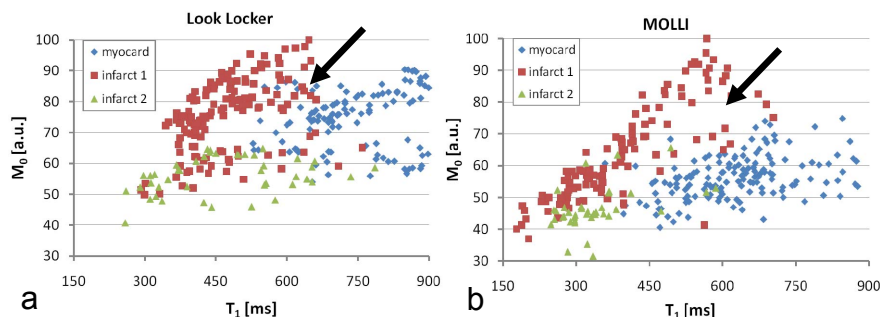 Look Locker
100
90
80
70
60
50
40
30
M0 [a.u.]
myocard
infarct 1
infarct 2
150 300 450 600 750 900
T1 [ms]
a
MOLLI
100
90
80
70
60
50
40
30
M0 [a.u.]
myocard
infarct 1
infarct 2
150 300 450 600 750 900
T1 [ms]
b